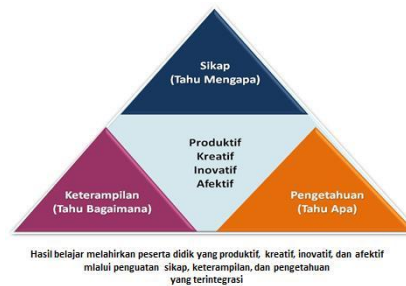 Sikap
(Tahu Mengapa)
Produktif
Kreatif
Inovatif
Afektif
Keterampilan
(Tahu Bagaimana)
Pengetahuan
(Tahu Apa)
Hasil belajar melahirkan peserta didik yang produktif, kreatif, inovatif, dan afektif
mlalui penguatan sikap, keterampilan, dan pengetahuan
yang terintegrasi